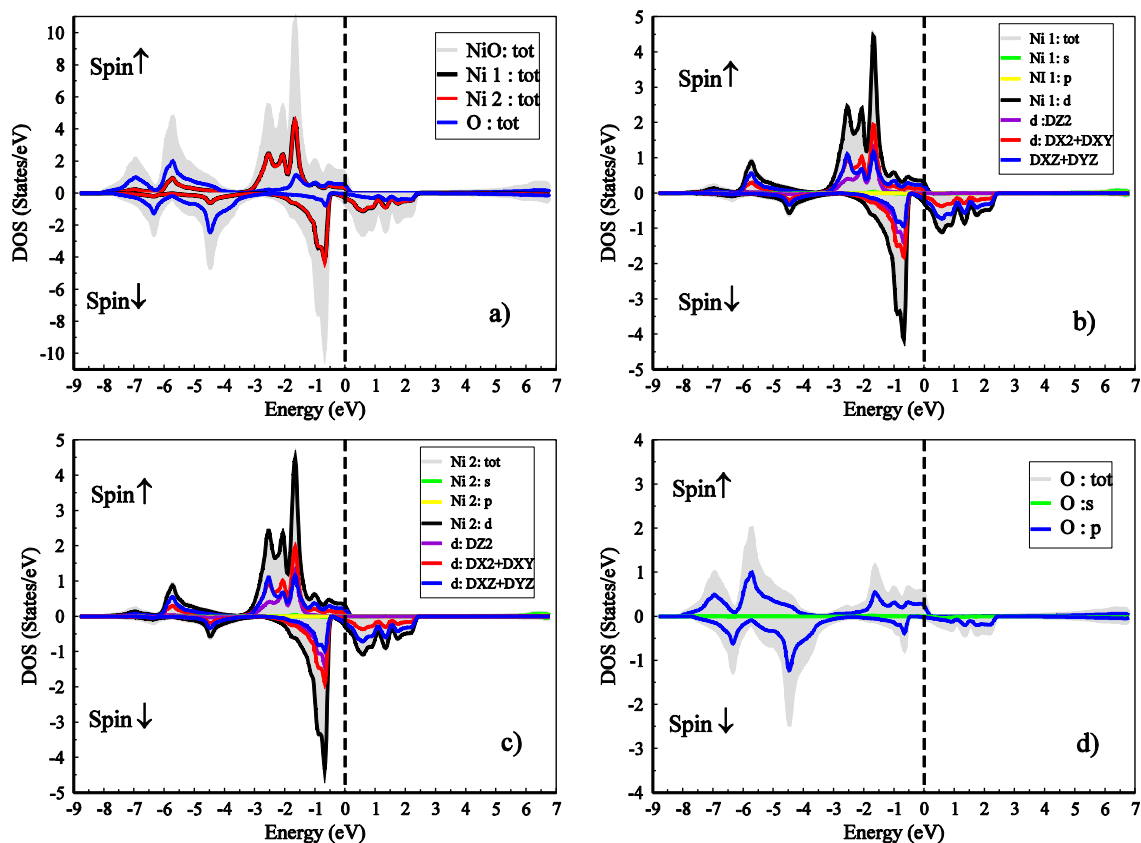 DOS (States/eV)
10
8
6
4
2
0
-2
-4
-6
-8
-10
Spin↑
Spin↓
NiO: tot
Ni 1 : tot
Ni 2 : tot
O : tot
a)
-9 -8 -7 -6 -5 -4 -3 -2 -1 0 1 2 3 4 5 6 7
Energy (eV)
DOS (States/eV)
5
4
3
2
1
0
-1
-2
-3
-4
-5
Spin↑
Spin↓
Ni 1: tot
Ni 1: s
NI 1: p
Ni 1: d
d :DZ2
d: DX2+DXY
DXZ+DYZ
b)
-9 -8 -7 -6 -5 -4 -3 -2 -1 0 1 2 3 4 5 6 7
Energy (eV)
DOS (States/eV)
5
4
3
2
1
0
-1
-2
-3
-4
-5
Spin↑
Spin↓
Ni 2: tot
Ni 2: s
Ni 2: p
Ni 2: d
d: DZ2
d: DX2+DXY
d: DXZ+DYZ
c)
-9 -8 -7 -6 -5 -4 -3 -2 -1 0 1 2 3 4 5 6 7
Energy (eV)
DOS (States/eV)
4
3
2
1
0
-1
-2
-3
4
Spin↑
Spin↓
O : tot
O :s
O : p
d)
-9 -8 -7 -6 -5 -4 -3 -2 -1 0 1 2 3 4 5 6 7
Energy (eV)